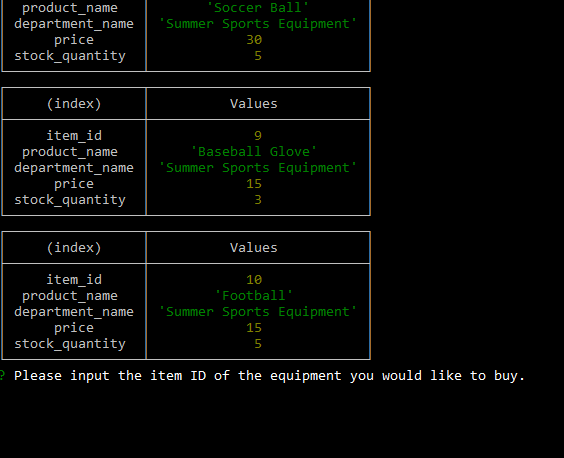 product_name 'Soccer Ball'
department_name 'Summer Sports Equipment'
price 30
stock_quantity 5
(index) Values
item_id 9
product_name 'Baseball Glove'
department_name 'Summer Sports Equipment'
price 15
stock_quantity 3
(index) Values
item_id 10
product_name 'Football'
department_name 'Summer Sports Equipment'
price 15
stock_quantity 5
? Please input the item ID of the equipment you would like to buy.